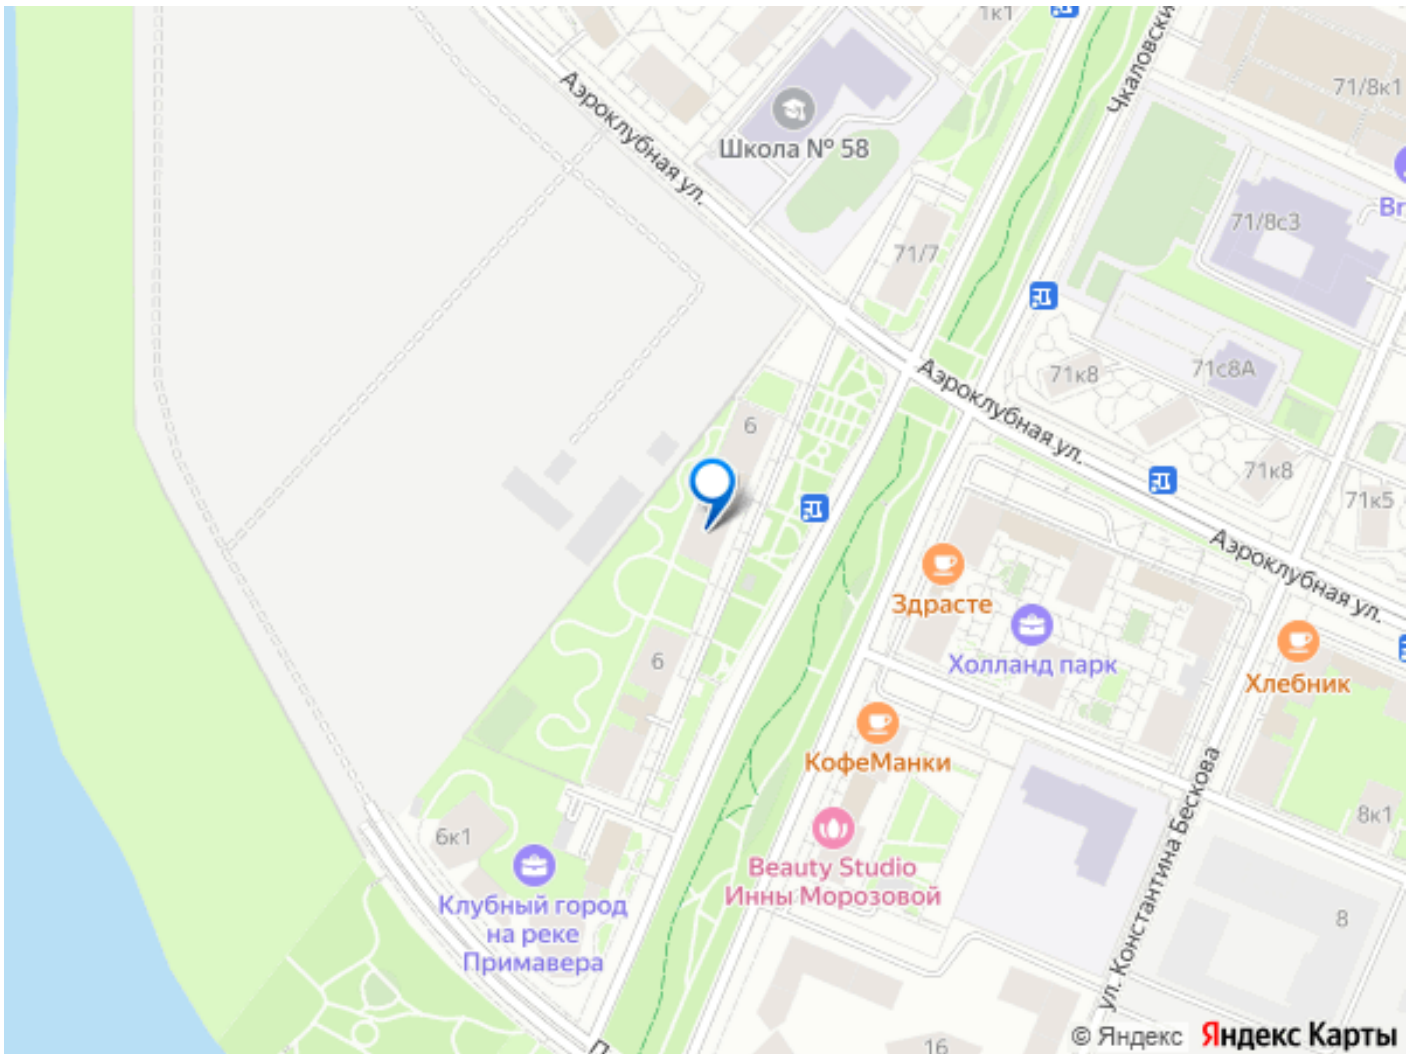 1к1
Аэроклубная ул.
Чкаловски
71/8к1
Школа № 58
Br
71/8с3
71/7
71к8
71с8А
Аэроклубная ул.
6
71к8
71к5
Аэроклубная ул.
Здрасте
Холланд парк
6
Хлебник
КофеМанки
ул. Константина Бескова
8к1
6к1
Beauty Studio
Инны Морозовой
Клубный город
на реке
Примавера
8
16
П
© Яндекс Яндекс Карты